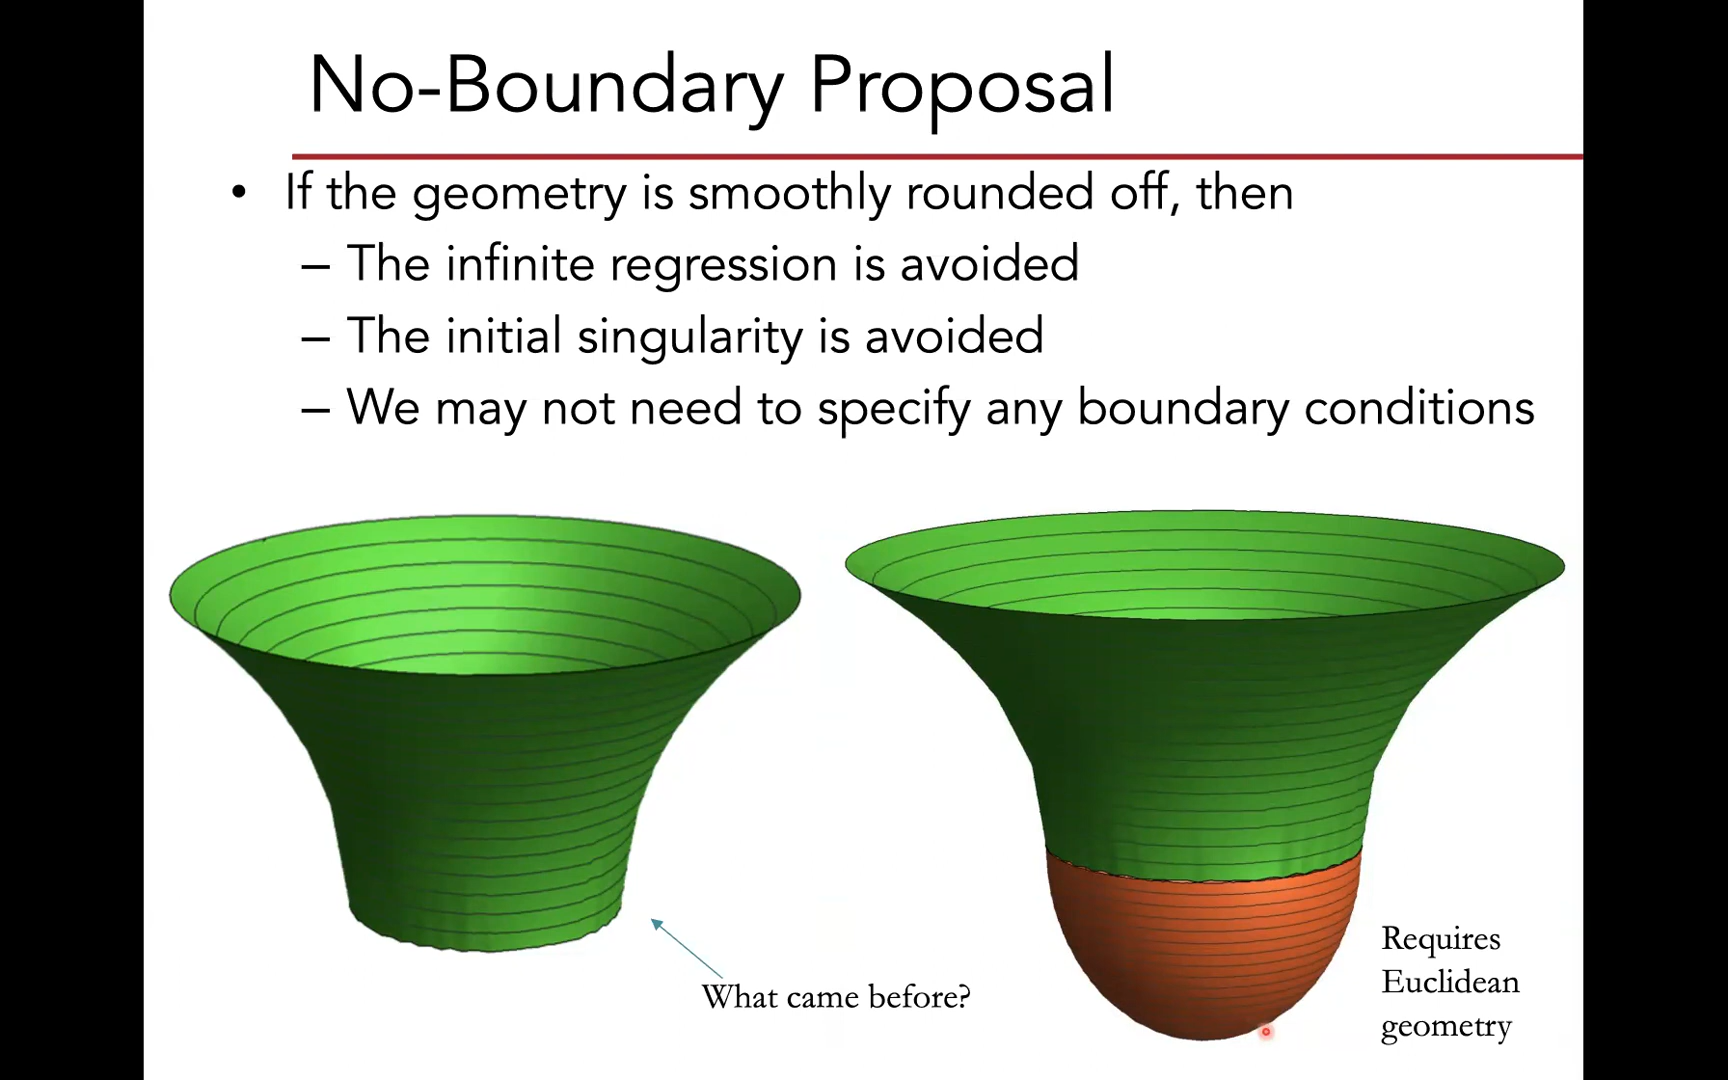 No-Boundary Proposal
• If the geometry is smoothly rounded off, then
– The infinite regression is avoided
– The initial singularity is avoided
– We may not need to specify any boundary conditions
What came before?
Requires
Euclidean
geometry